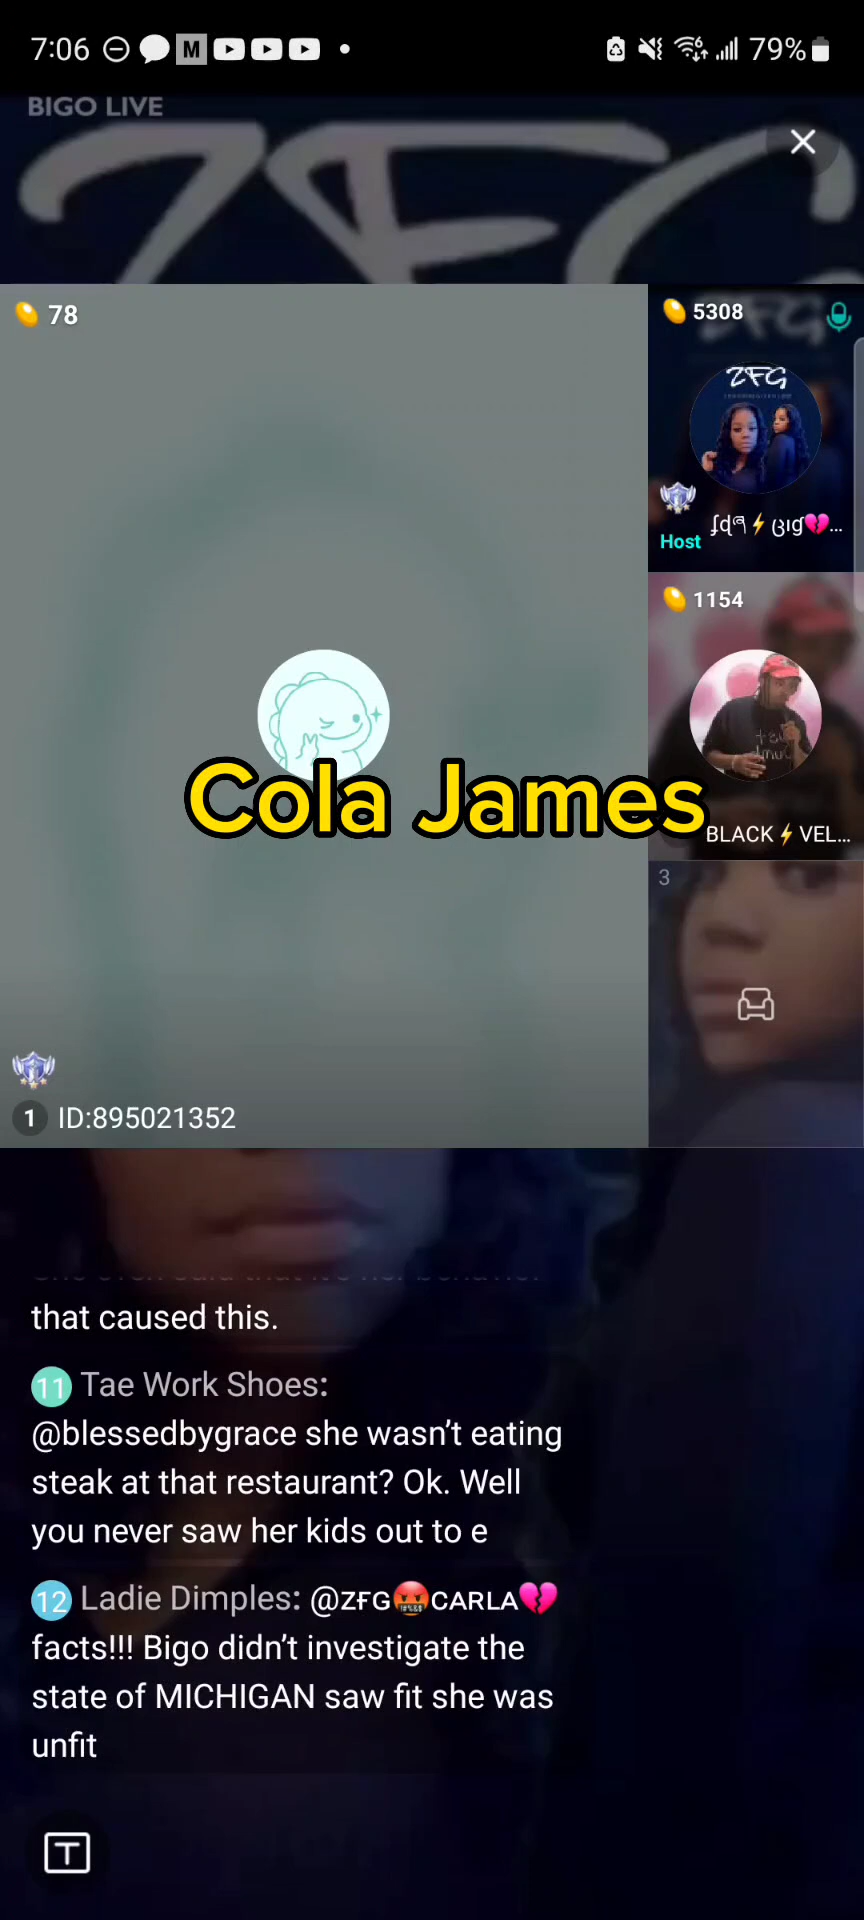 7:06
M
79%
BIGO LIVE
ZFG
78
5308
ZFG
Host
1154
Cola James
BLACK⚡VEL...
3
1 ID:895021352
that caused this.
11 Tae Work Shoes:
@blessedbygrace she wasn’t eating
steak at that restaurant? Ok. Well
you never saw her kids out to e
12 Ladie Dimples: @ZFG🤬CARLA💔
facts!!! Bigo didn’t investigate the
state of MICHIGAN saw fit she was
unfit
T